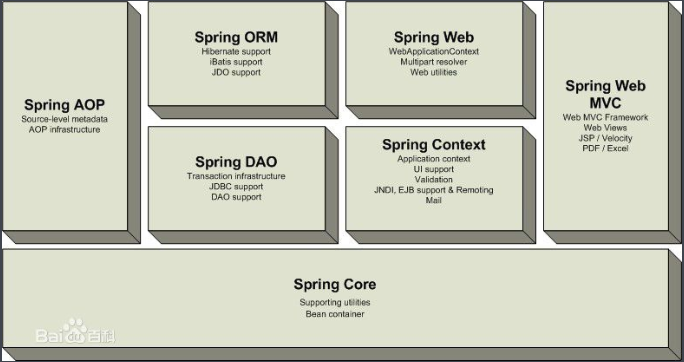 Spring AOP
Source-level metadata
AOP infrastructure
Spring ORM
Hibernate support
iBatis support
JDO support
Spring Web
WebApplicationContext
Multipart resolver
Web utilities
Spring Web
MVC
Web MVC Framework
Web Views
JSP / Velocity
PDF / Excel
Spring DAO
Transaction infrastructure
JDBC support
DAO support
Spring Context
Application context
UI support
Validation
JNDI, EJB support & Remoting
Mail
Spring Core
Supporting utilities
Bean container
Baidu百科